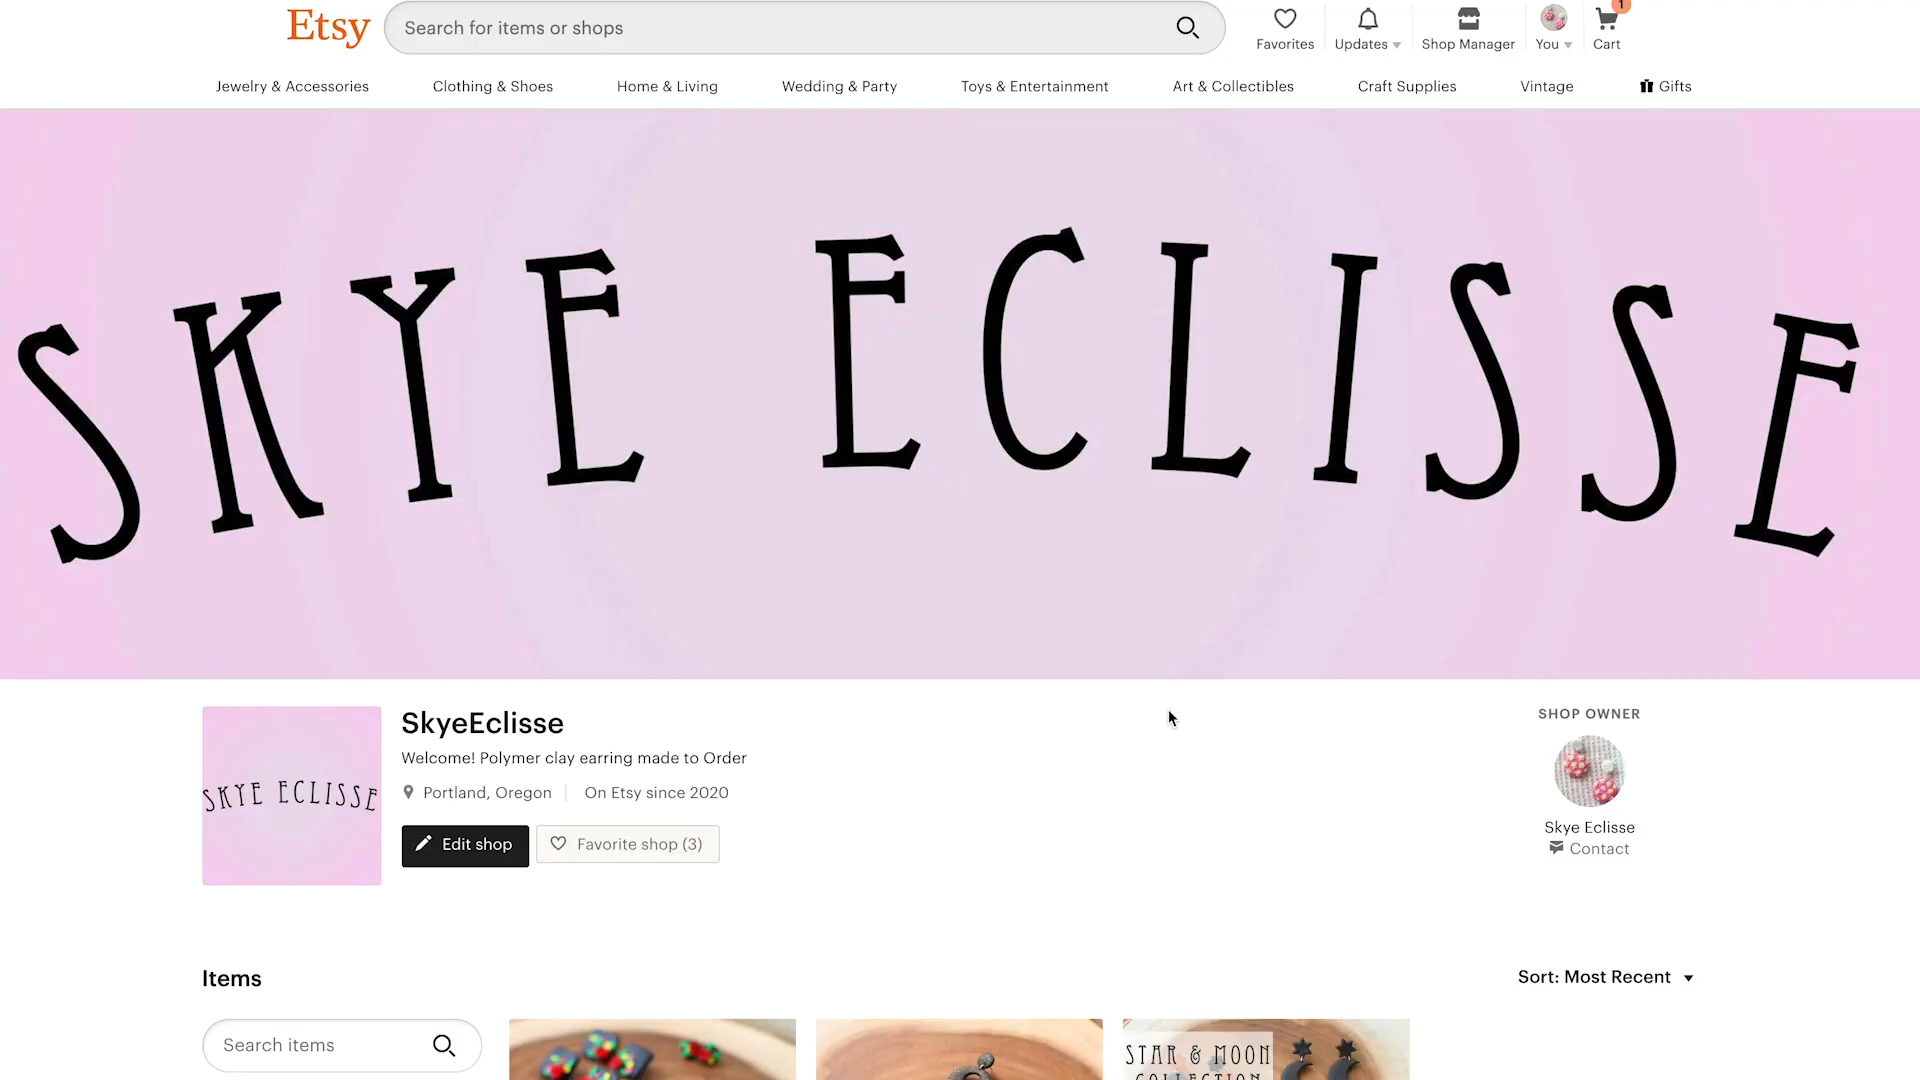 Etsy
Search for items or shops
Favorites
Updates
Shop Manager
You
1
Cart
Jewelry & Accessories
Clothing & Shoes
Home & Living
Wedding & Party
Toys & Entertainment
Art & Collectibles
Craft Supplies
Vintage
Gifts
SKYE ECLISSE
SKYE ECLISSE
SkyeEclisse
Welcome! Polymer clay earring made to Order
Portland, Oregon
On Etsy since 2020
Edit shop
Favorite shop (3)
SHOP OWNER
Skye Eclisse
Contact
Items
Sort: Most Recent
Search items
STAR & MOON
COLLECTION